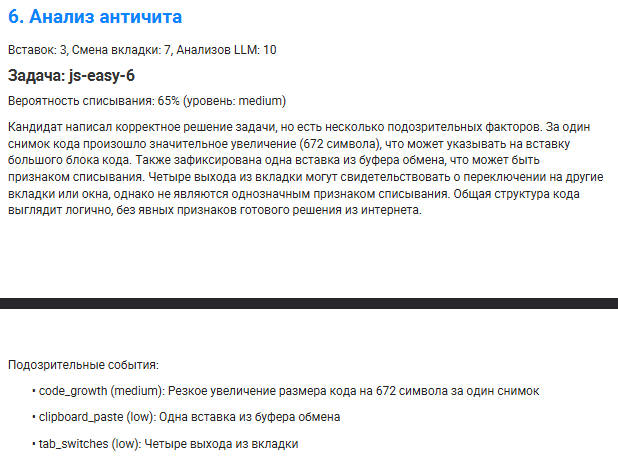 6. Анализ античита
Вставок: 3, Смена вкладки: 7, Анализов LLM: 10
Задача: js-easy-6
Вероятность списывания: 65% (уровень: medium)
Кандидат написал корректное решение задачи, но есть несколько подозрительных факторов. За один
снимок кода произошло значительное увеличение (672 символа), что может указывать на вставку
большого блока кода. Также зафиксирована одна вставка из буфера обмена, что может быть
признаком списывания. Четыре выхода из вкладки могут свидетельствовать о переключении на другие
вкладки или окна, однако не являются однозначным признаком списывания. Общая структура кода
выглядит логично, без явных признаков готового решения из интернета.
Подозрительные события:
• code_growth (medium): Резкое увеличение размера кода на 672 символа за один снимок
• clipboard_paste (low): Одна вставка из буфера обмена
• tab_switches (low): Четыре выхода из вкладки